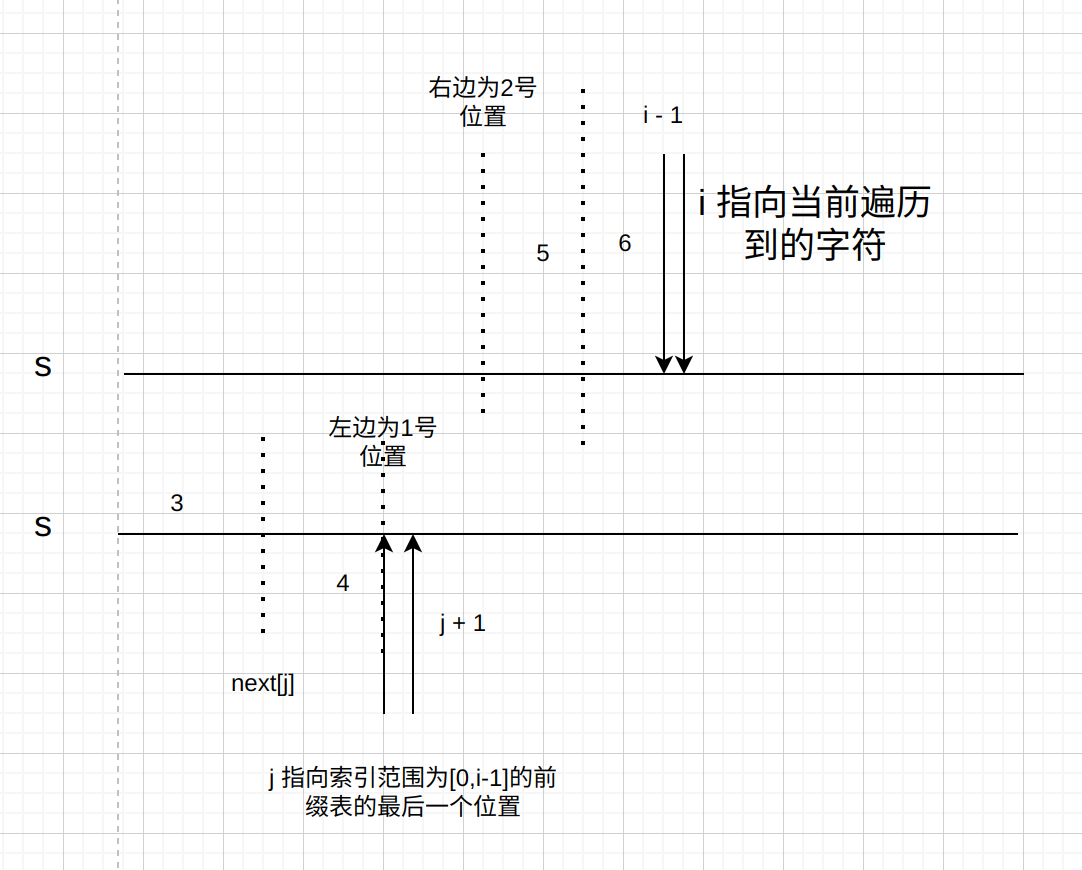 右边为2号
位置
i - 1
i 指向当前遍历
到的字符
5
6
s
左边为1号
位置
3
s
4
j + 1
next[j]
j 指向索引范围为[0,i-1]的前
缀表的最后一个位置